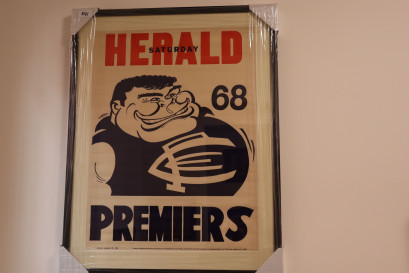 HERALD
SATURDAY
68
PREMIERS